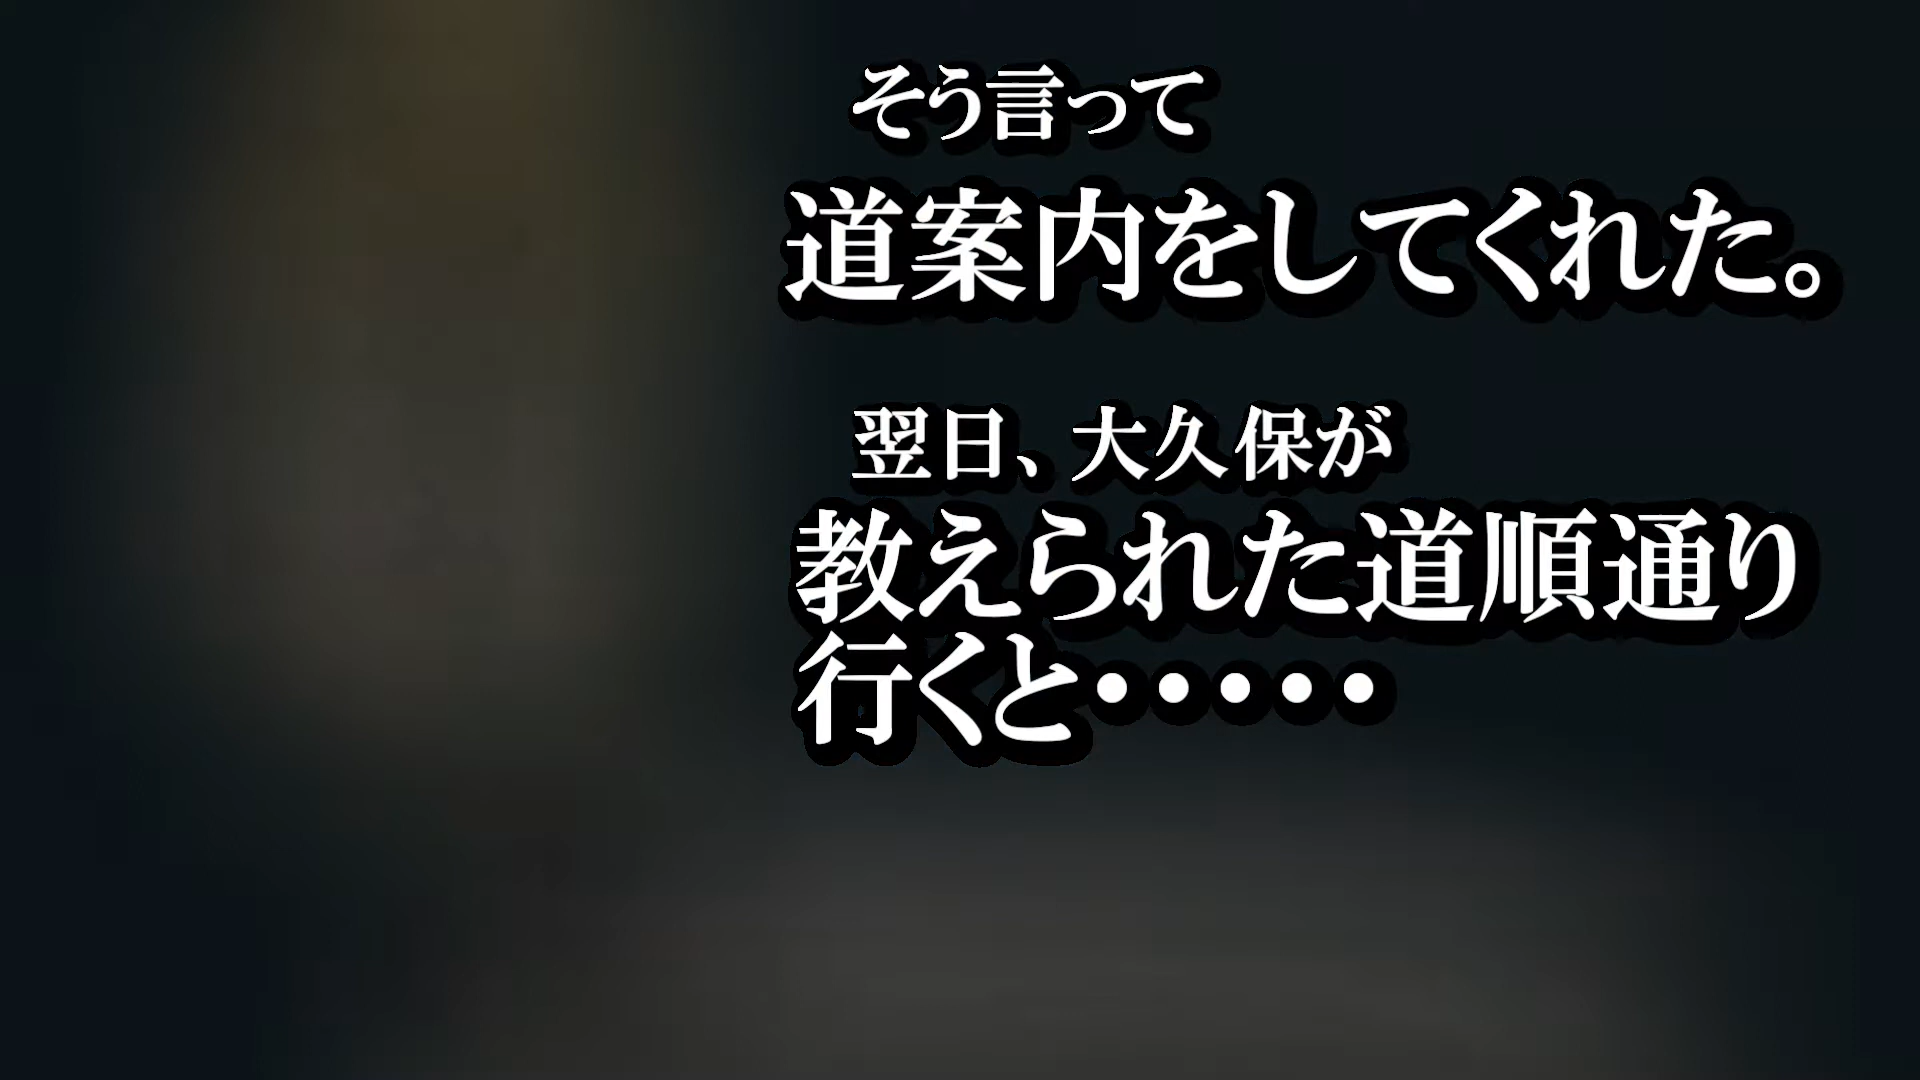 そう言って
道案内をしてくれた。
翌日、大久保が
教えられた道順通り
行くと・・・・・